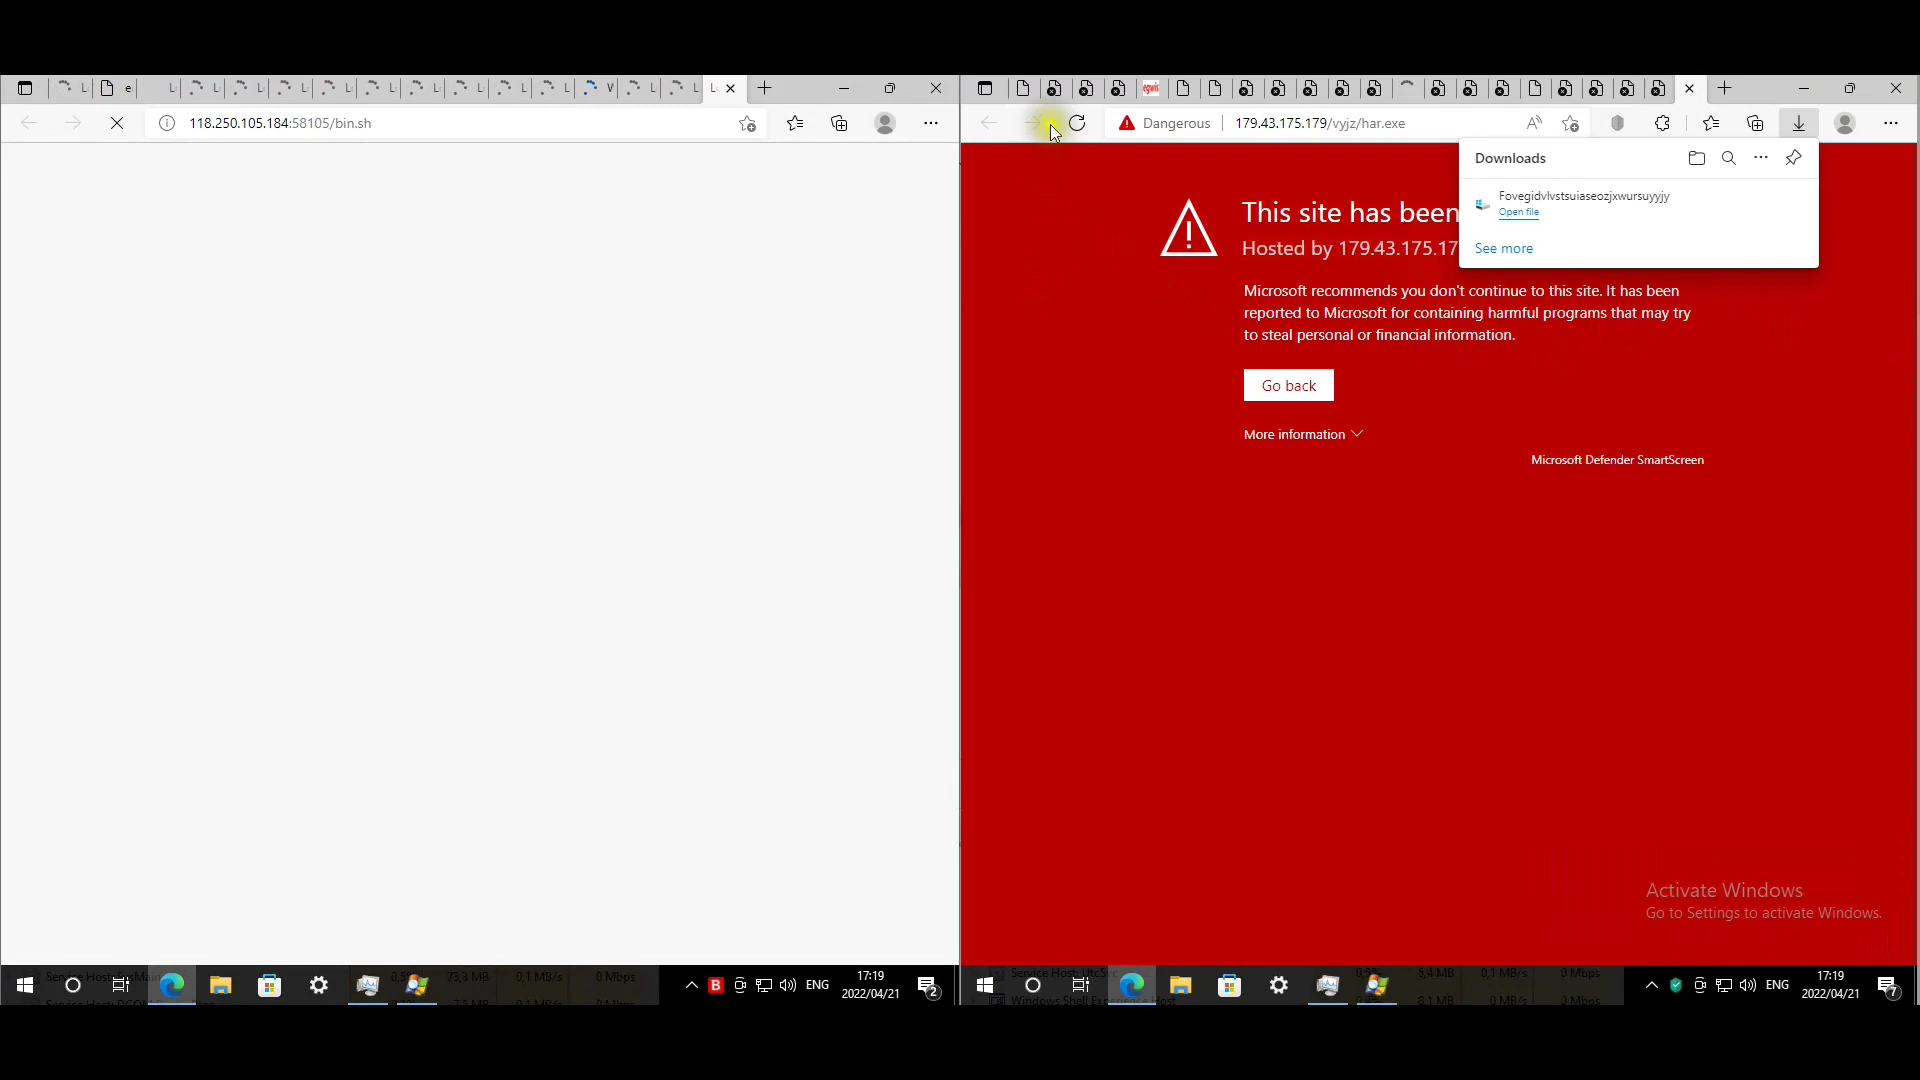 118.250.105.184:58105/bin.sh
17:19
ENG
2022/04/21
2
Dangerous
179.43.175.179/vyjz/har.exe
Downloads
Fovegidvlvstsuiaseozjxwursuyyjy
Open file
See more
This site has been
Hosted by 179.43.175.17
Microsoft recommends you don't continue to this site. It has been
reported to Microsoft for containing harmful programs that may try
to steal personal or financial information.
Go back
More information
Microsoft Defender SmartScreen
Activate Windows
Go to Settings to activate Windows.
17:19
ENG
2022/04/21
7